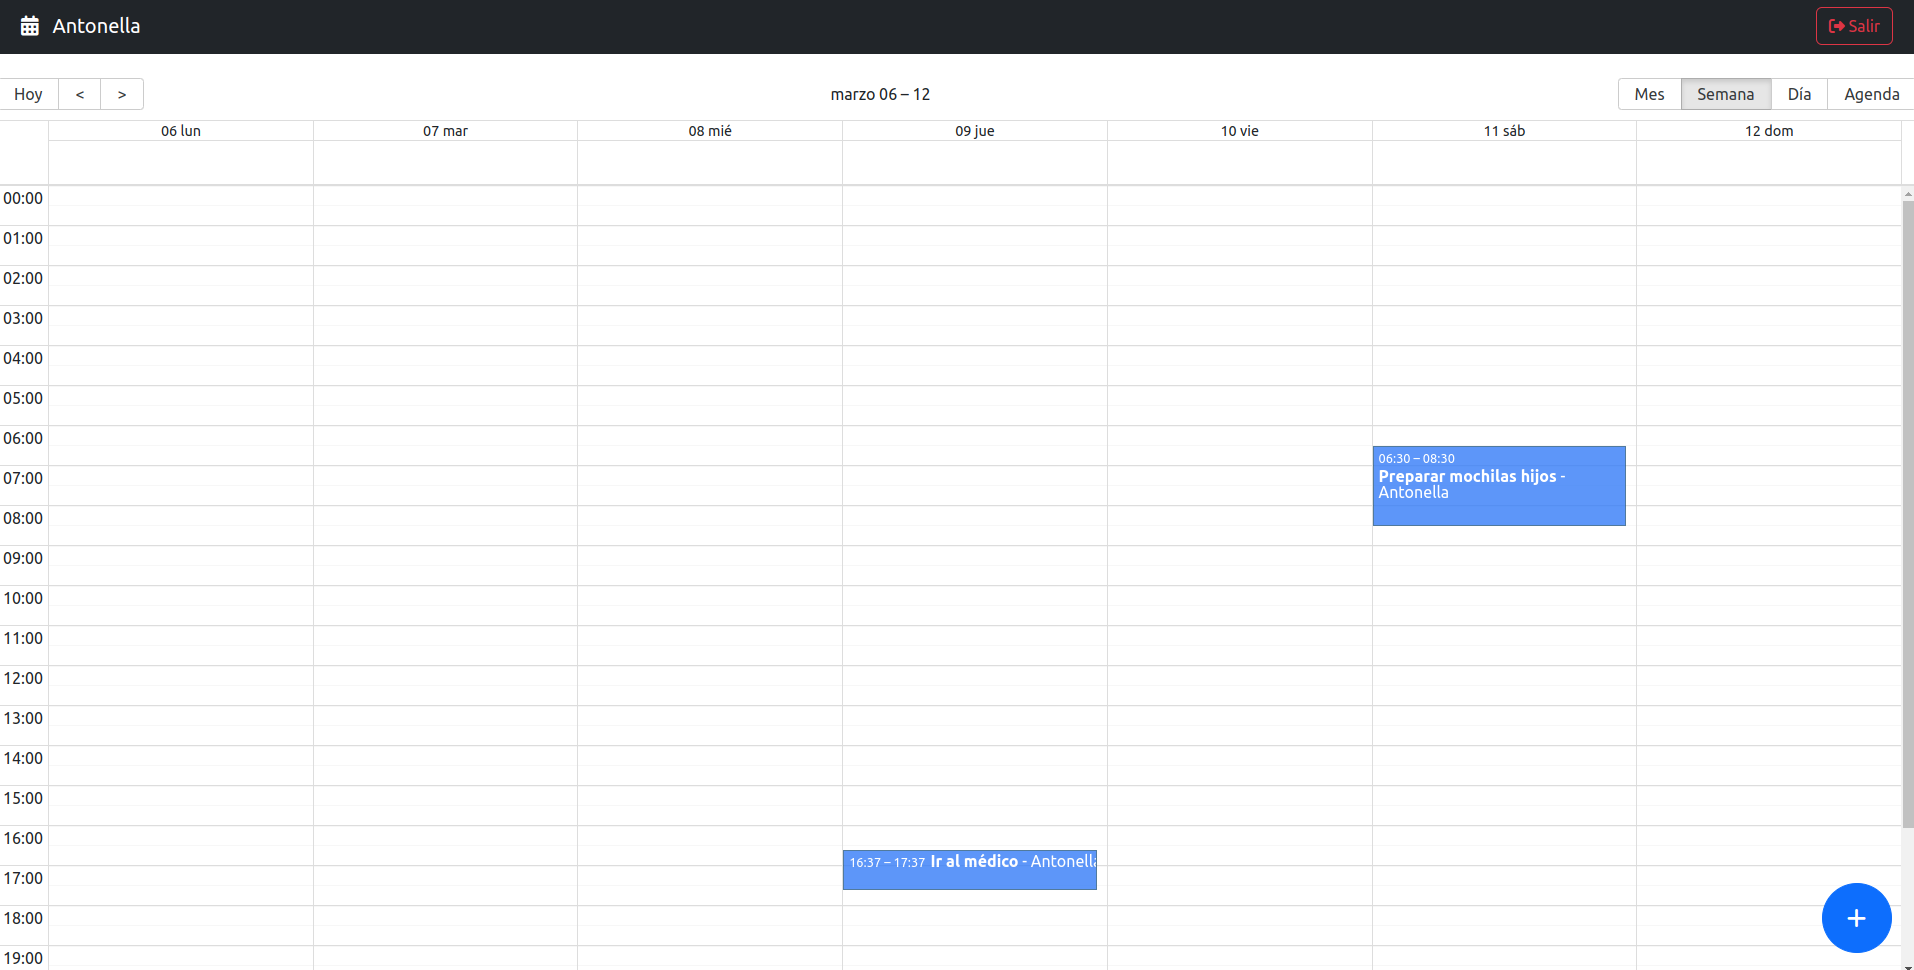 Antonella
Salir
Hoy < >
marzo 06 – 12
Mes Semana Día Agenda
06 lun 07 mar 08 mié 09 jue 10 vie 11 sáb 12 dom
00:00
01:00
02:00
03:00
04:00
05:00
06:00
06:30 – 08:30
Preparar mochilas hijos -
Antonella
07:00
08:00
09:00
10:00
11:00
12:00
13:00
14:00
15:00
16:00
16:37 – 17:37 Ir al médico - Antonella
17:00
18:00
+
19:00